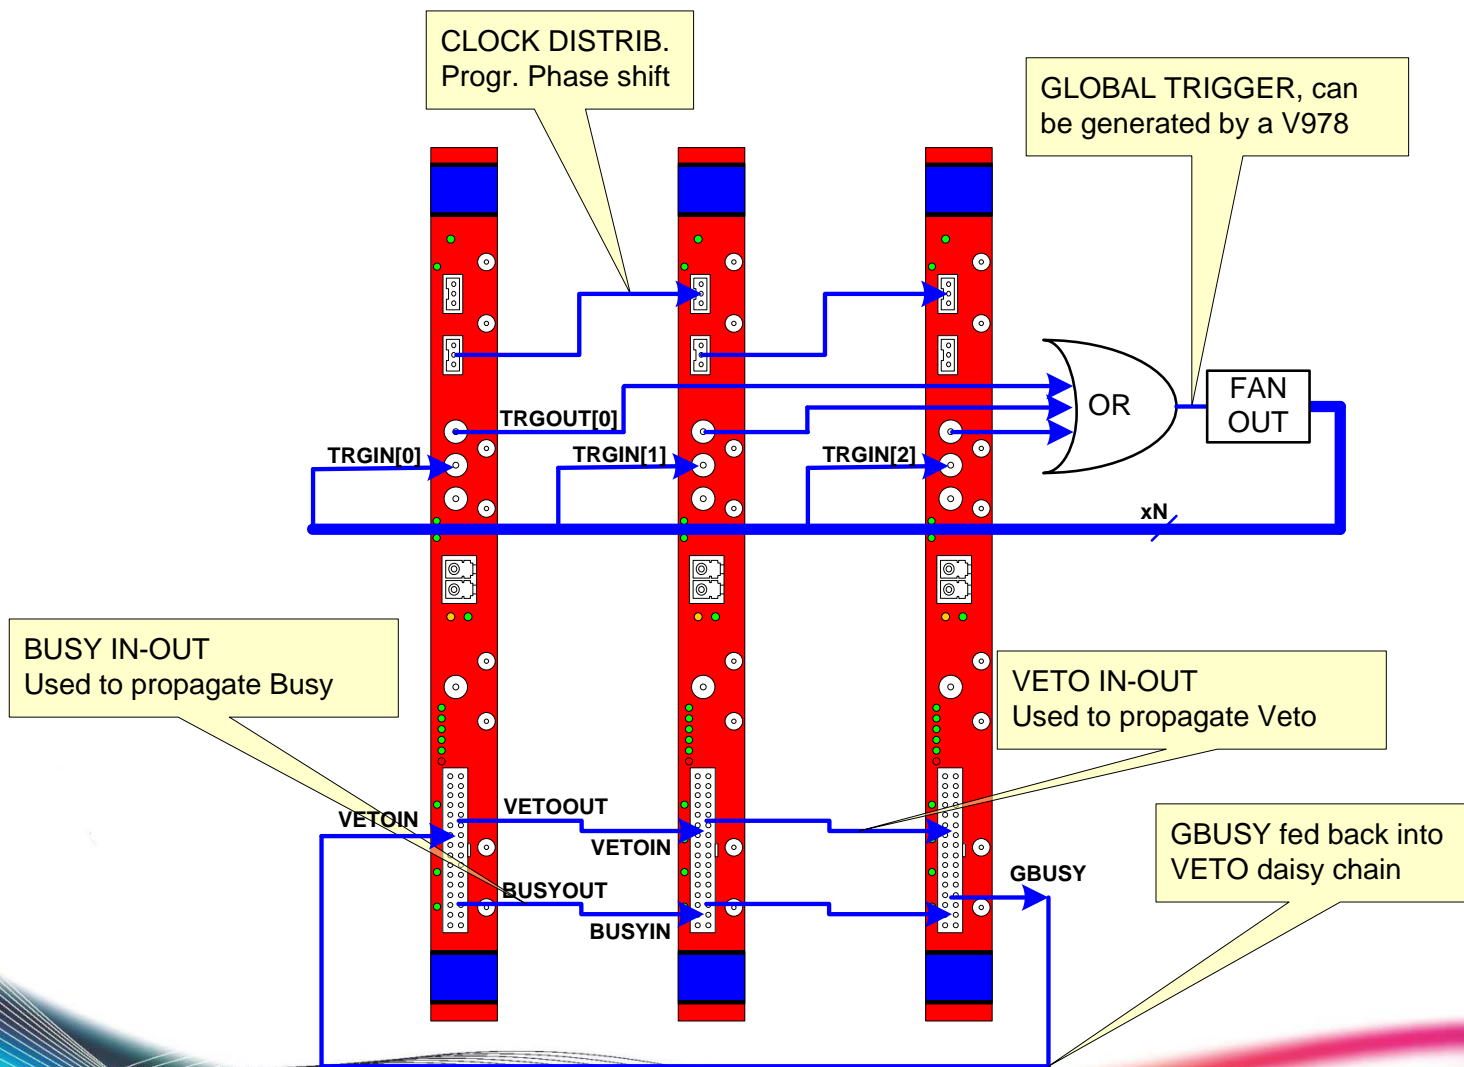 CLOCK DISTRIB.
Progr. Phase shift
GLOBAL TRIGGER, can
be generated by a V978
FAN
OUT
OR
TRGOUT[0]
TRGIN[0]
TRGIN[1]
TRGIN[2]
xN
BUSY IN-OUT
Used to propagate Busy
VETO IN-OUT
Used to propagate Veto
VETOIN
VETOOUT
VETOIN
GBUSY fed back into
VETO daisy chain
BUSYOUT
GBUSY
BUSYIN